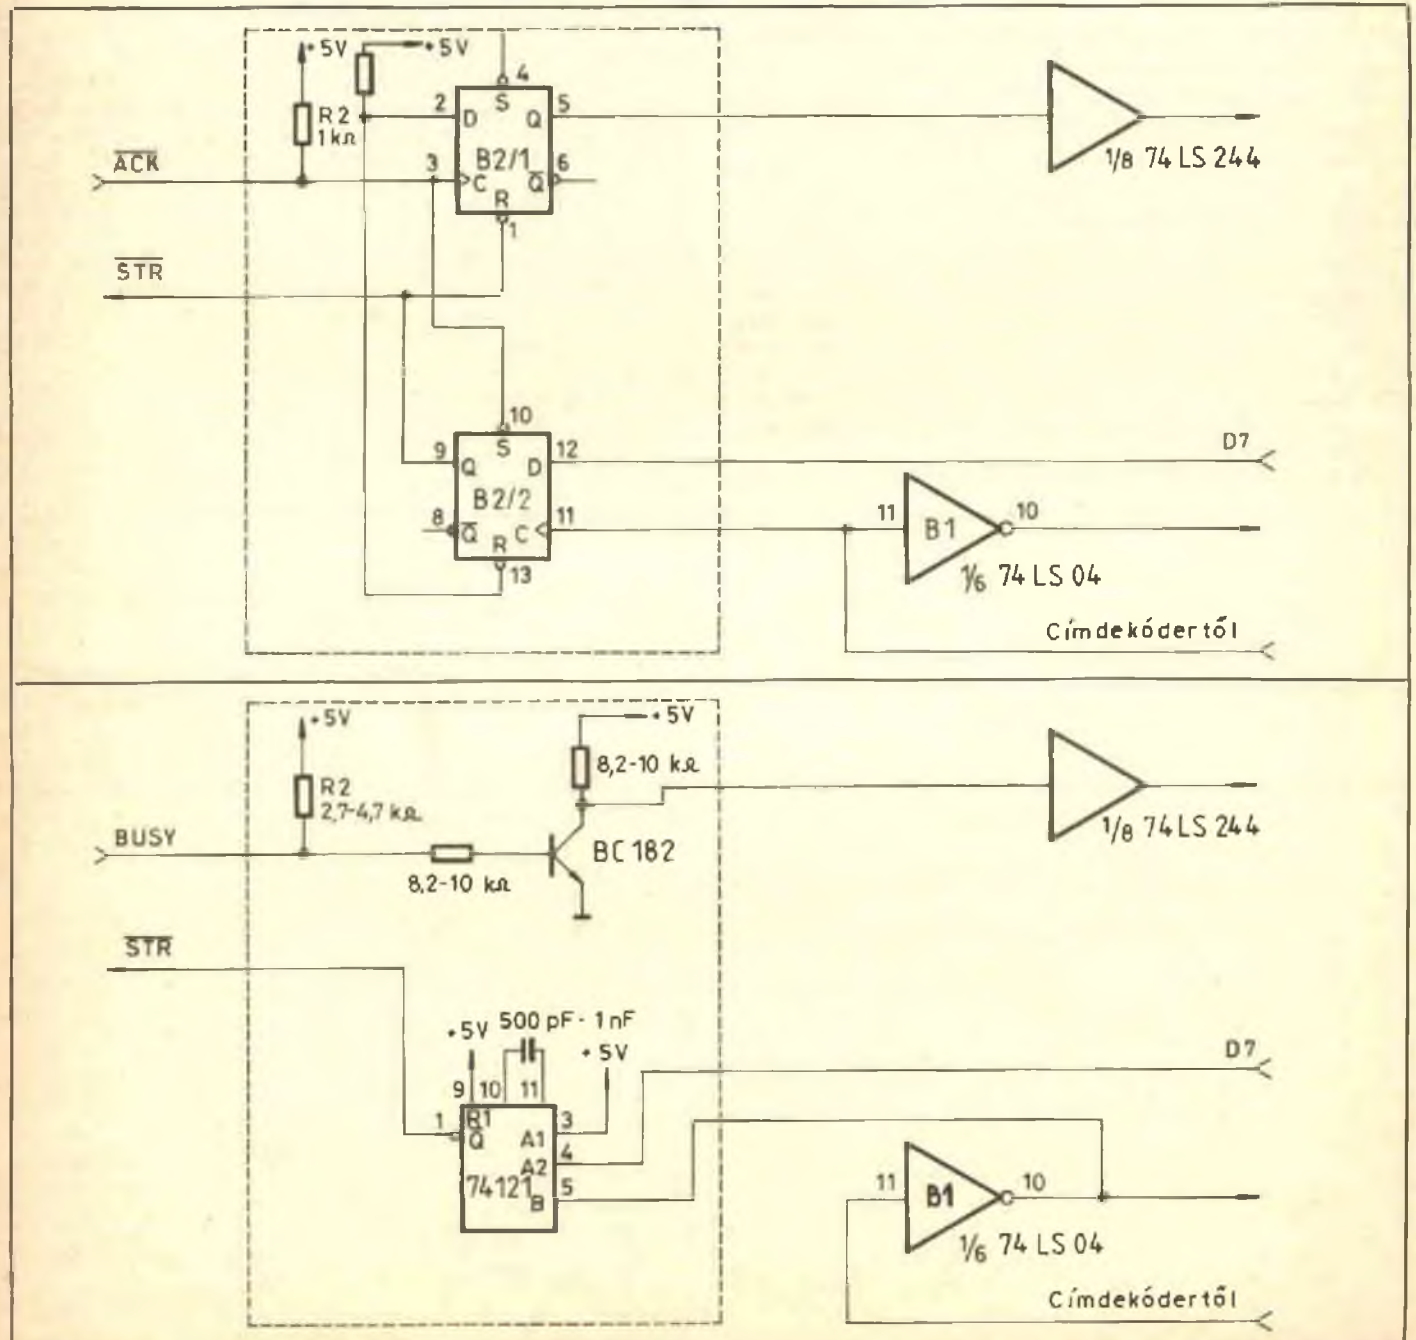 +5V
+5V
R2
1kΩ
2
D
4
S
Q
5
B2/1
ACK
3
C
Q
6
R
1
1/8 74 LS 244
STR
10
S
9
Q
D
12
B2/2
8
Q
C
11
R
13
D7
11
B1
10
1/6 74 LS 04
Címdekódertől
+5V
+5V
8,2-10 kΩ
R2
2,7-4,7 kΩ
BUSY
8,2-10 kΩ
BC 182
1/8 74 LS 244
STR
500 pF - 1 nF
+5V
+5V
9
10
11
R1
1
Q
A1
3
A2
4
74121
B
5
D7
11
B1
10
1/6 74 LS 04
Címdekódertől